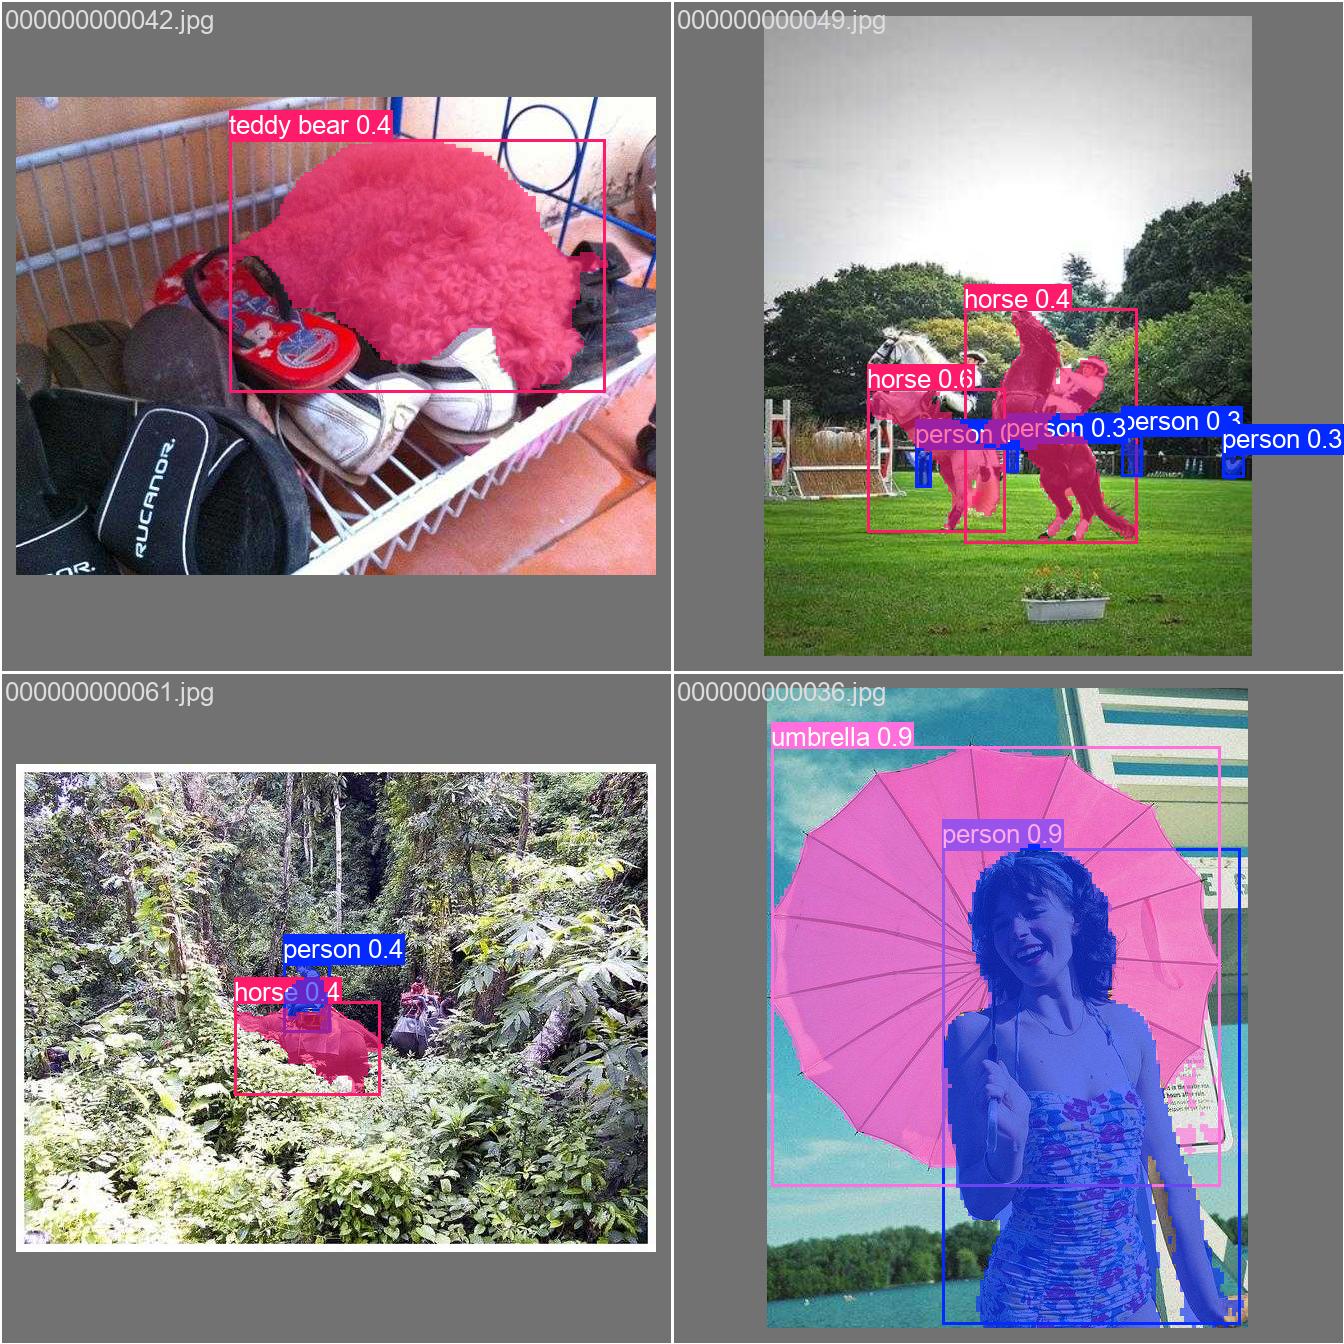 000000000042.jpg
teddy bear 0.4
RUCANOR.
OR.
000000000049.jpg
horse 0.4
horse 0.6
person
person 0.3
person 0.3
person 0.3
000000000061.jpg
person 0.4
horse 0.4
000000000036.jpg
umbrella 0.9
person 0.9
E